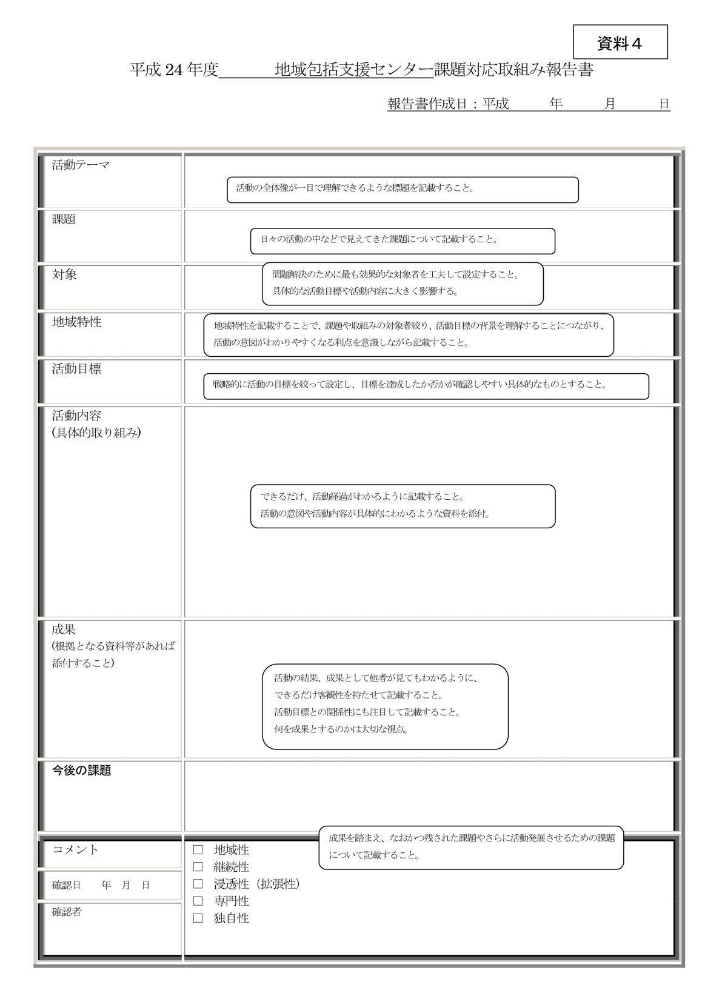 資料４
平成 24 年度　　　　地域包括支援センター課題対応取組み報告書
報告書作成日：平成　　　年　　　月　　　日
活動テーマ
活動の全体像が一目で理解できるような標題を記載すること。
課題
日々の活動の中などで見えてきた課題について記載すること。
対象
問題解決のために最も効果的な対象者を工夫して設定すること。
具体的な活動目標や活動内容に大きく影響する。
地域特性
地域特性を記載することで、課題や取組みの対象者絞り、活動目標の背景を理解することにつながり、
活動の意図がわかりやすくなる利点を意識しながら記載すること。
活動目標
戦略的に活動の目標を絞って設定し、目標を達成したか否かが確認しやすい具体的なものとすること。
活動内容
(具体的取り組み)
できるだけ、活動経過がわかるように記載すること。
活動の意図や活動内容が具体的にわかるような資料を添付。
成果
(根拠となる資料等があれば
添付すること)
活動の結果、成果として他者が見てもわかるように、
できるだけ客観性を持たせて記載すること。
活動目標との関係性にも注目して記載すること。
何を成果とするのかは大切な視点。
今後の課題
成果を踏まえ、なおかつ残された課題やさらに活動発展させるための課題
について記載すること。
コメント
確認日　　年　月　日
確認者
□　地域性
□　継続性
□　浸透性（拡張性）
□　専門性
□　独自性